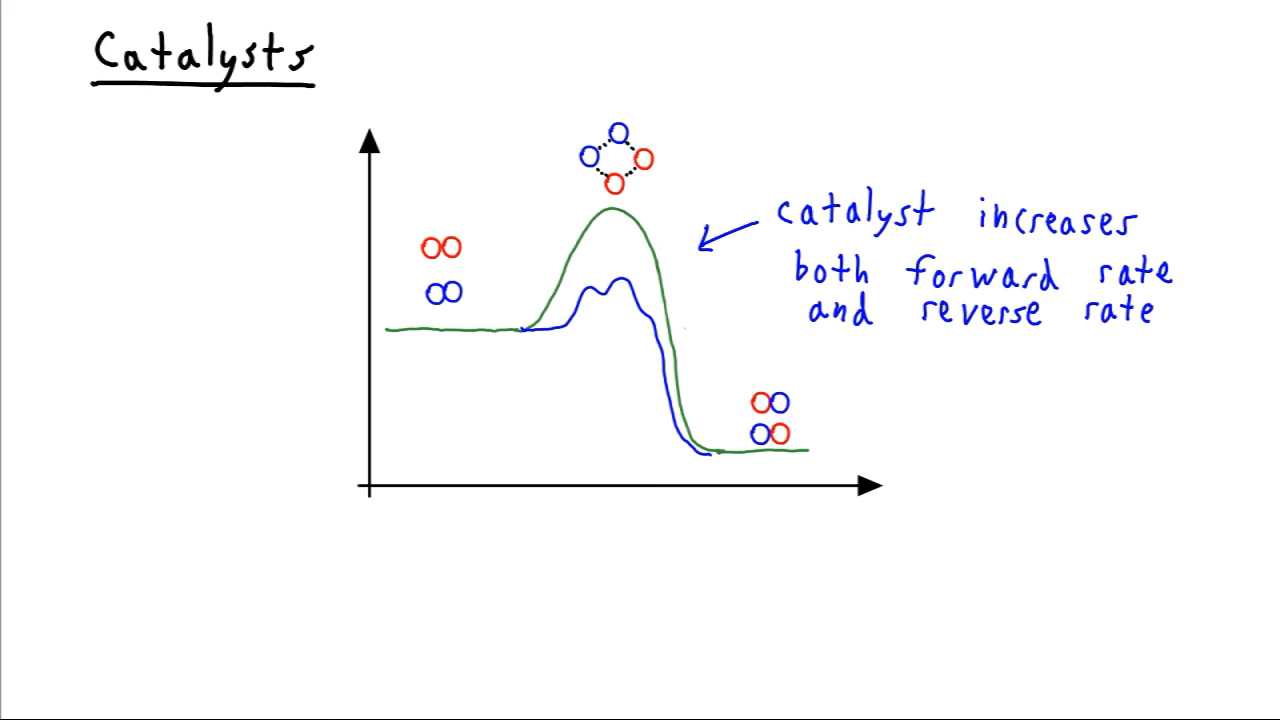 Catalysts
catalyst increases
both forward rate
and reverse rate